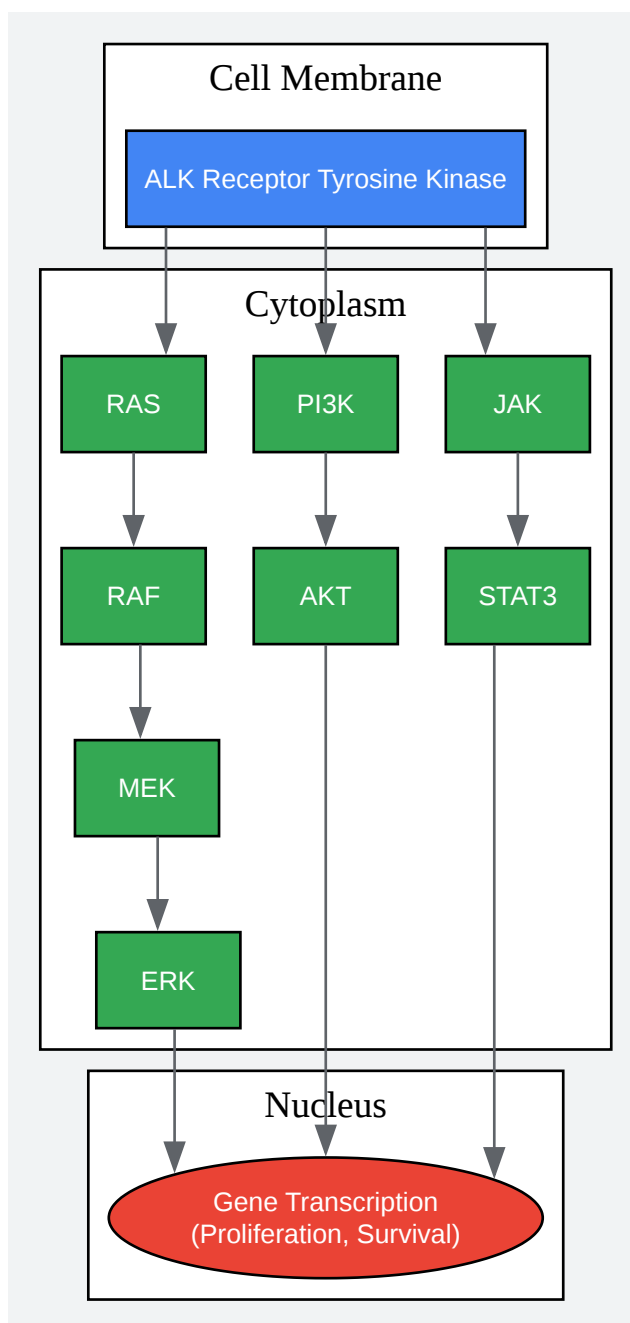 Cell Membrane
ALK Receptor Tyrosine Kinase
Cytoplasm
RAS
PI3K
JAK
RAF
AKT
STAT3
MEK
ERK
Nucleus
Gene Transcription
(Proliferation, Survival)